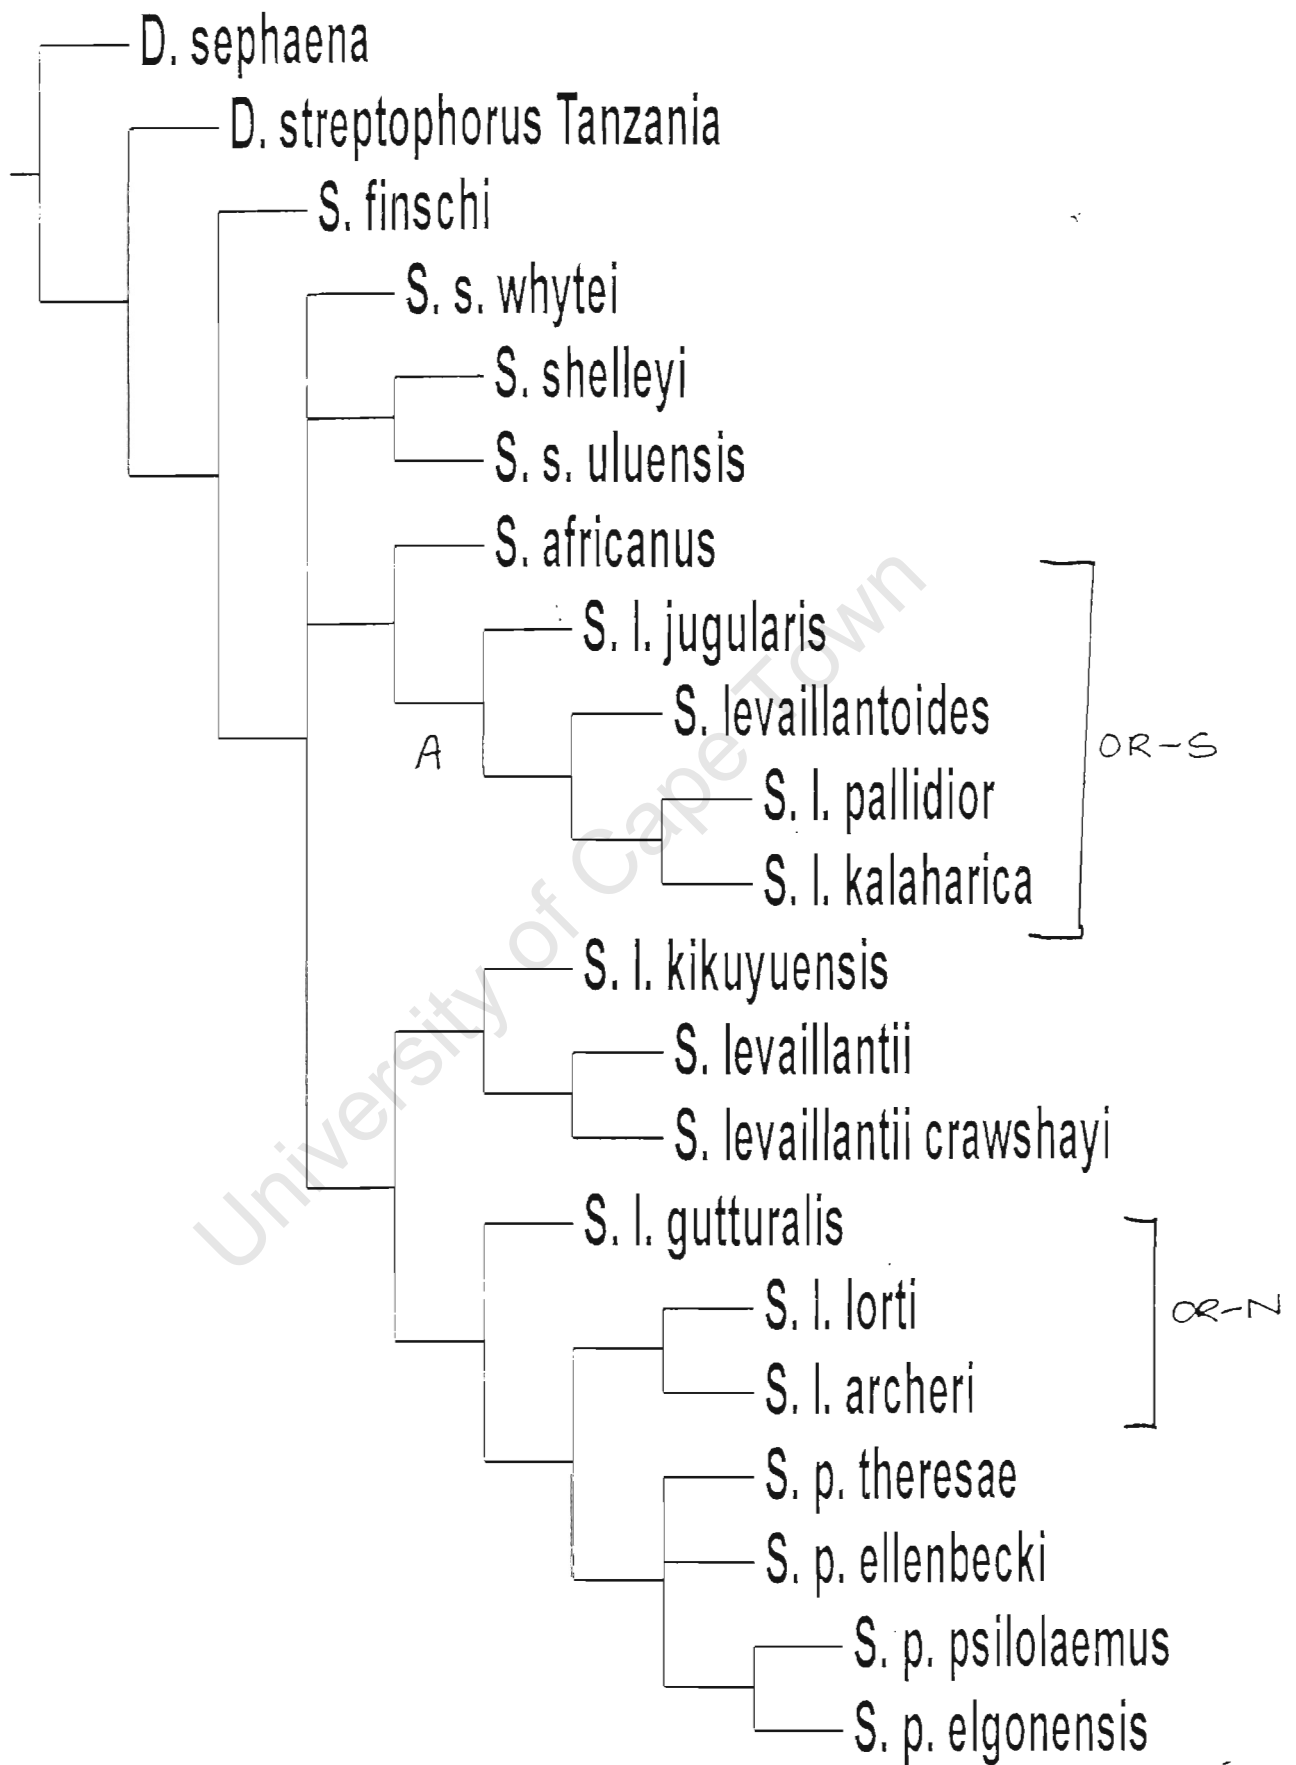 D. sephaena
D. streptophorus Tanzania
S. finschi
S. s. whytei
S. shelleyi
S. s. uluensis
S. africanus
S. l. jugularis
S. levaillantoides
A
OR-S
S. l. pallidior
S. l. kalaharica
S. l. kikuyuensis
S. levaillantii
S. levaillantii crawshayi
S. l. gutturalis
S. l. lorti
OR-N
S. l. archeri
S. p. theresae
S. p. ellenbecki
S. p. psilolaemus
S. p. elgonensis
University of Cape Town